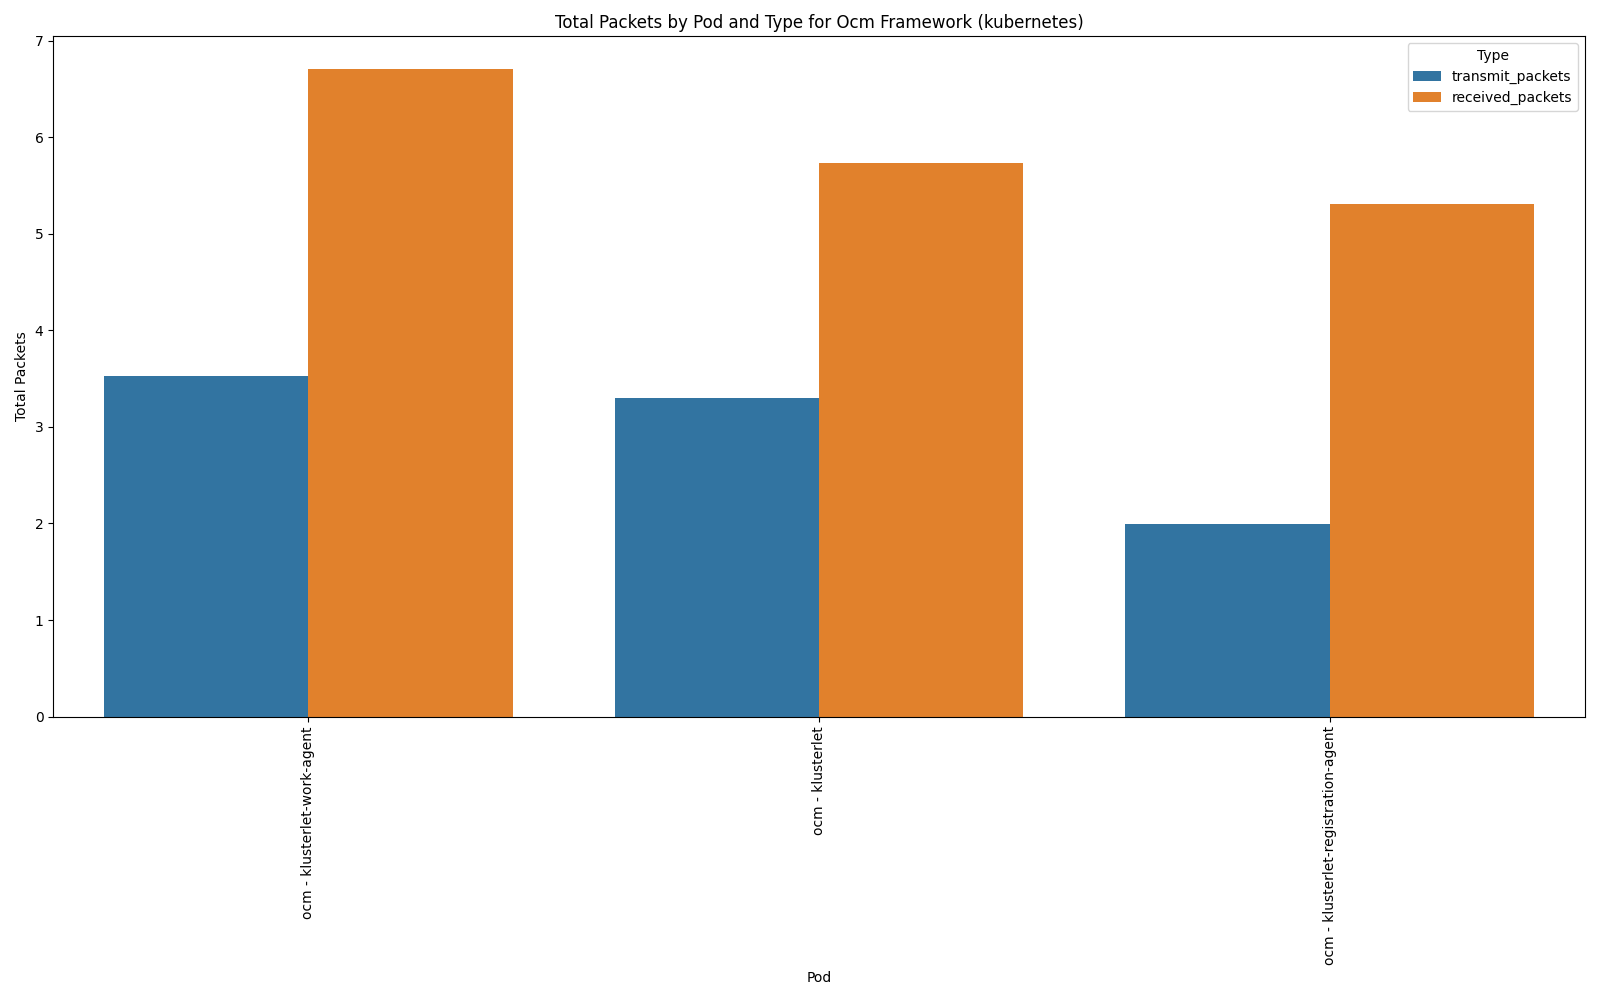 Total Packets by Pod and Type for Ocm Framework (kubernetes)
Type
transmit_packets
received_packets
Total Packets
7
6
5
4
3
2
1
0
ocm - klusterlet-work-agent
ocm - klusterlet
ocm - klusterlet-registration-agent
Pod